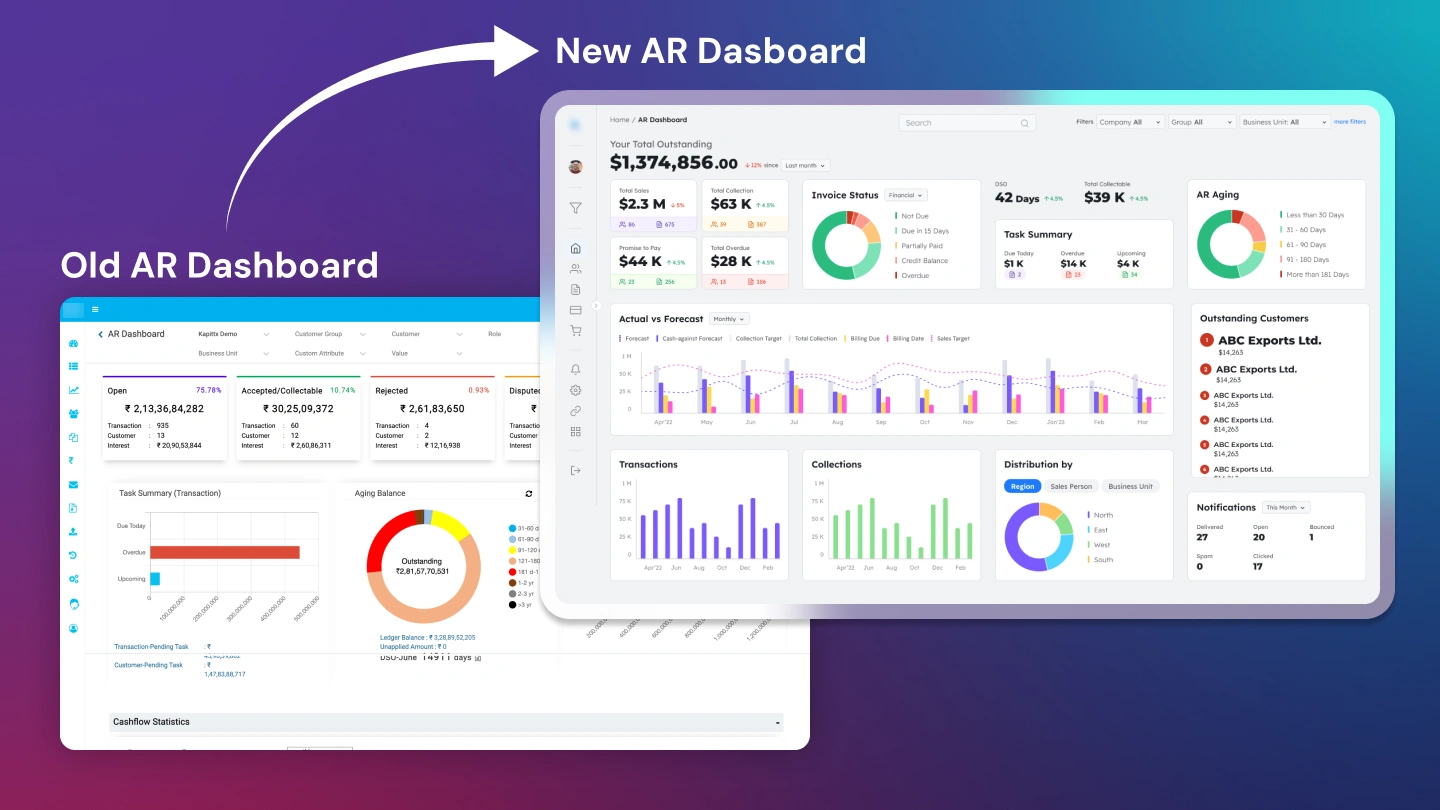 New AR Dasboard
Old AR Dashboard
Home / AR Dashboard
Search
Filters
Company All
Group All
Business Unit: All
more filters
Your Total Outstanding
$1,374,856.00
12% since
Last month
Total Sales
$2.3 M
5%
86
675
Total Collection
$63 K
4.5%
39
387
Promise to Pay
$44 K
4.5%
23
256
Total Overdue
$28 K
4.5%
13
186
Invoice Status
Financial
Not Due
Due in 15 Days
Partially Paid
Credit Balance
Overdue
DSO
42 Days
4.5%
Total Collectable
$39 K
4.5%
Task Summary
Due Today
$1 K
2
Overdue
$14 K
25
Upcoming
$4 K
34
AR Aging
Less than 30 Days
31 - 60 Days
61 - 90 Days
91 - 180 Days
More than 181 Days
Actual vs Forecast
Monthly
Forecast
Cash-against Forecast
Collection Target
Total Collection
Billing Due
Billing Date
Sales Target
1 M
50 K
25 K
0
Apr'22
May
Jun
Jul
Aug
Sep
Oct
Nov
Dec
Jan'23
Feb
Mar
Outstanding Customers
1 ABC Exports Ltd.
$14,263
2 ABC Exports Ltd.
$14,263
3 ABC Exports Ltd.
$14,263
4 ABC Exports Ltd.
$14,263
5 ABC Exports Ltd.
$14,263
6 ABC Exports Ltd.
Transactions
1 M
75 K
50 K
25 K
0
Apr'22
Jun
Aug
Oct
Dec
Feb
Collections
1 M
75 K
50 K
25 K
0
Apr'22
Jun
Aug
Oct
Dec
Feb
Distribution by
Region
Sales Person
Business Unit
North
East
West
South
Notifications
This Month
Delivered
27
Open
20
Bounced
1
Spam
0
Clicked
17
AR Dashboard
Kapittx Demo
Customer Group
Customer
Role
Business Unit
Custom Attribute
Value
Open
75.78%
₹ 2,13,36,84,282
Transaction : 935
Customer : 13
Interest : ₹ 20,90,53,844
Accepted/Collectable
10.74%
₹ 30,25,09,372
Transaction : 60
Customer : 12
Interest : ₹ 2,60,86,311
Rejected
0.93%
₹ 2,61,83,650
Transaction : 4
Customer : 2
Interest : ₹ 12,16,938
Disputed
₹
Transaction
Customer
Interest
Task Summary (Transaction)
Due Today
Overdue
Upcoming
0
100,000,000
200,000,000
300,000,000
400,000,000
500,000,000
Transaction-Pending Task : ₹
Customer-Pending Task : ₹
1,47,83,88,717
Aging Balance
Outstanding
₹2,81,57,70,531
31-60 d
61-90 d
91-120
121-180
181 d-1
1-2 yr
2-3 yr
>3 yr
Ledger Balance : ₹ 3,28,89,52,205
Unapplied Amount : ₹ 0
DSO-June 14911 days
200,000,
400,000,
600,000,
800,000,
1,000,000,
1,200,000,
Cashflow Statistics